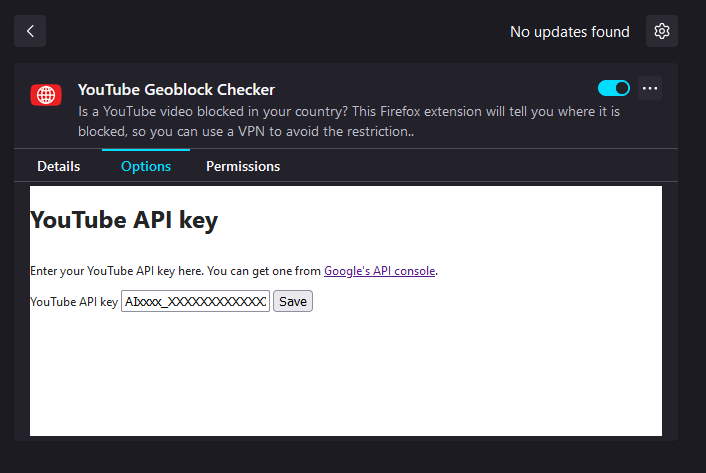 No updates found
YouTube Geoblock Checker
Is a YouTube video blocked in your country? This Firefox extension will tell you where it is
blocked, so you can use a VPN to avoid the restriction..
Details Options Permissions
YouTube API key
Enter your YouTube API key here. You can get one from Google's API console.
YouTube API key AIxxxx_XXXXXXXXXXXXX Save